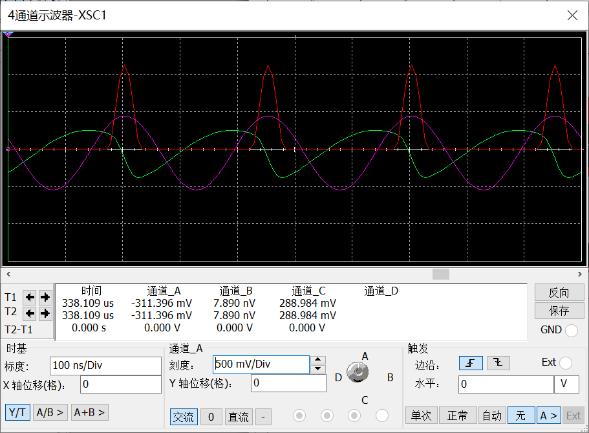 4通道示波器-XSC1
时间 通道_A 通道_B 通道_C 通道_D
T1 338.109 us -311.396 mV 7.890 nV 288.984 mV
T2 338.109 us -311.396 mV 7.890 nV 288.984 mV
T2-T1 0.000 s 0.000 V 0.000 V 0.000 V
反向
保存
GND
时基
标度: 100 ns/Div
X 轴位移(格): 0
Y/T A/B > A+B >
通道_A
刻度: 500 mV/Div
Y 轴位移(格): 0
交流 0 直流 -
A
D B
C
触发
边沿: Ext
水平: 0 V
单次 正常 自动 无 A > Ext